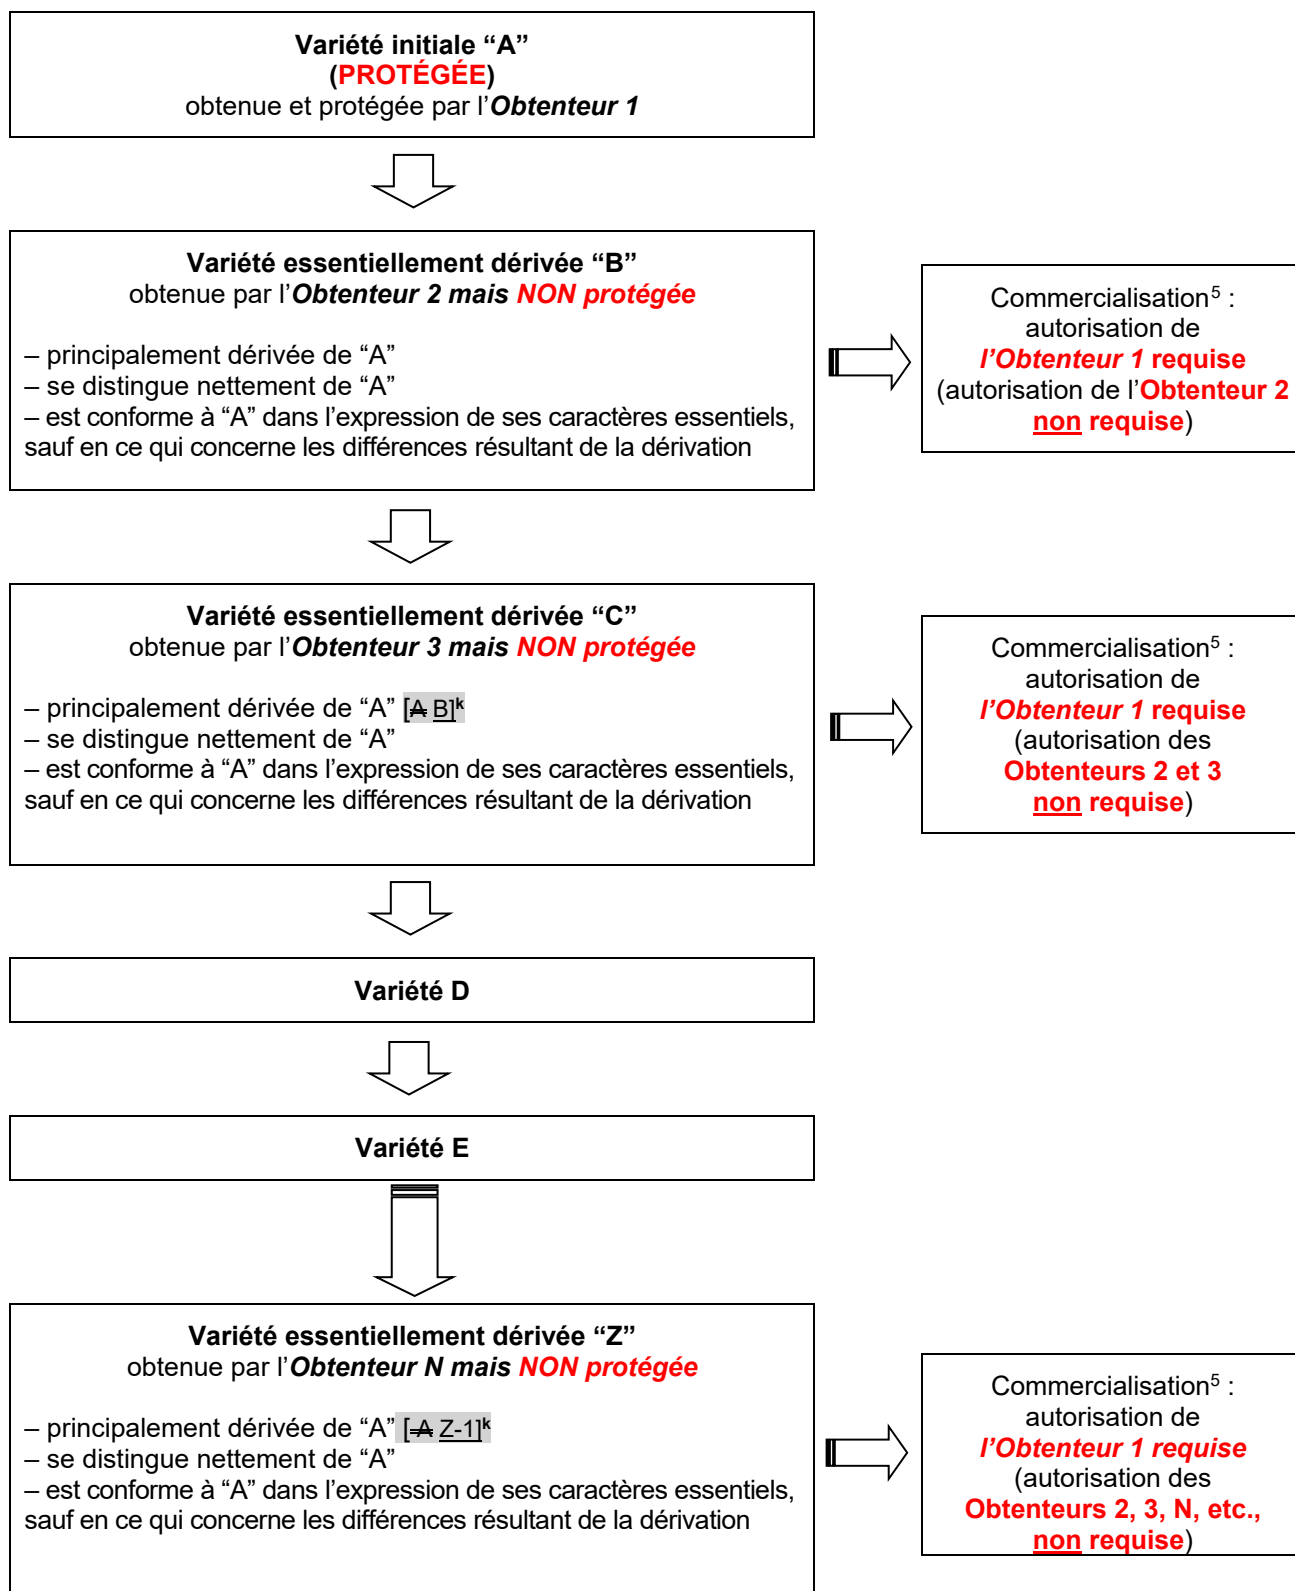 Variété initiale “A”
(PROTÉGÉE)
obtenue et protégée par l’Obtenteur 1
Variété essentiellement dérivée “B”
obtenue par l’Obtenteur 2 mais NON protégée
– principalement dérivée de “A”
– se distingue nettement de “A”
– est conforme à “A” dans l’expression de ses caractères essentiels,
sauf en ce qui concerne les différences résultant de la dérivation
Commercialisation5 :
autorisation de
l’Obtenteur 1 requise
(autorisation de l’Obtenteur 2
non requise)
Variété essentiellement dérivée “C”
obtenue par l’Obtenteur 3 mais NON protégée
– principalement dérivée de “A” [A B]k
– se distingue nettement de “A”
– est conforme à “A” dans l’expression de ses caractères essentiels,
sauf en ce qui concerne les différences résultant de la dérivation
Commercialisation5 :
autorisation de
l’Obtenteur 1 requise
(autorisation des
Obtenteurs 2 et 3
non requise)
Variété D
Variété E
Variété essentiellement dérivée “Z”
obtenue par l’Obtenteur N mais NON protégée
– principalement dérivée de “A” [A Z-1]k
– se distingue nettement de “A”
– est conforme à “A” dans l’expression de ses caractères essentiels,
sauf en ce qui concerne les différences résultant de la dérivation
Commercialisation5 :
autorisation de
l’Obtenteur 1 requise
(autorisation des
Obtenteurs 2, 3, N, etc.,
non requise)